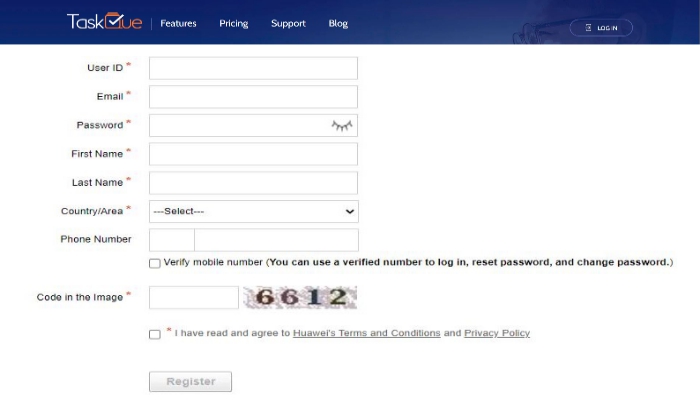 TaskQue
Features
Pricing
Support
Blog
LOG IN
User ID *
Email *
Password *
First Name *
Last Name *
Country/Area * ---Select---
Phone Number
Verify mobile number (You can use a verified number to log in, reset password, and change password.)
Code in the Image * 6612
* I have read and agree to Huawei's Terms and Conditions and Privacy Policy
Register